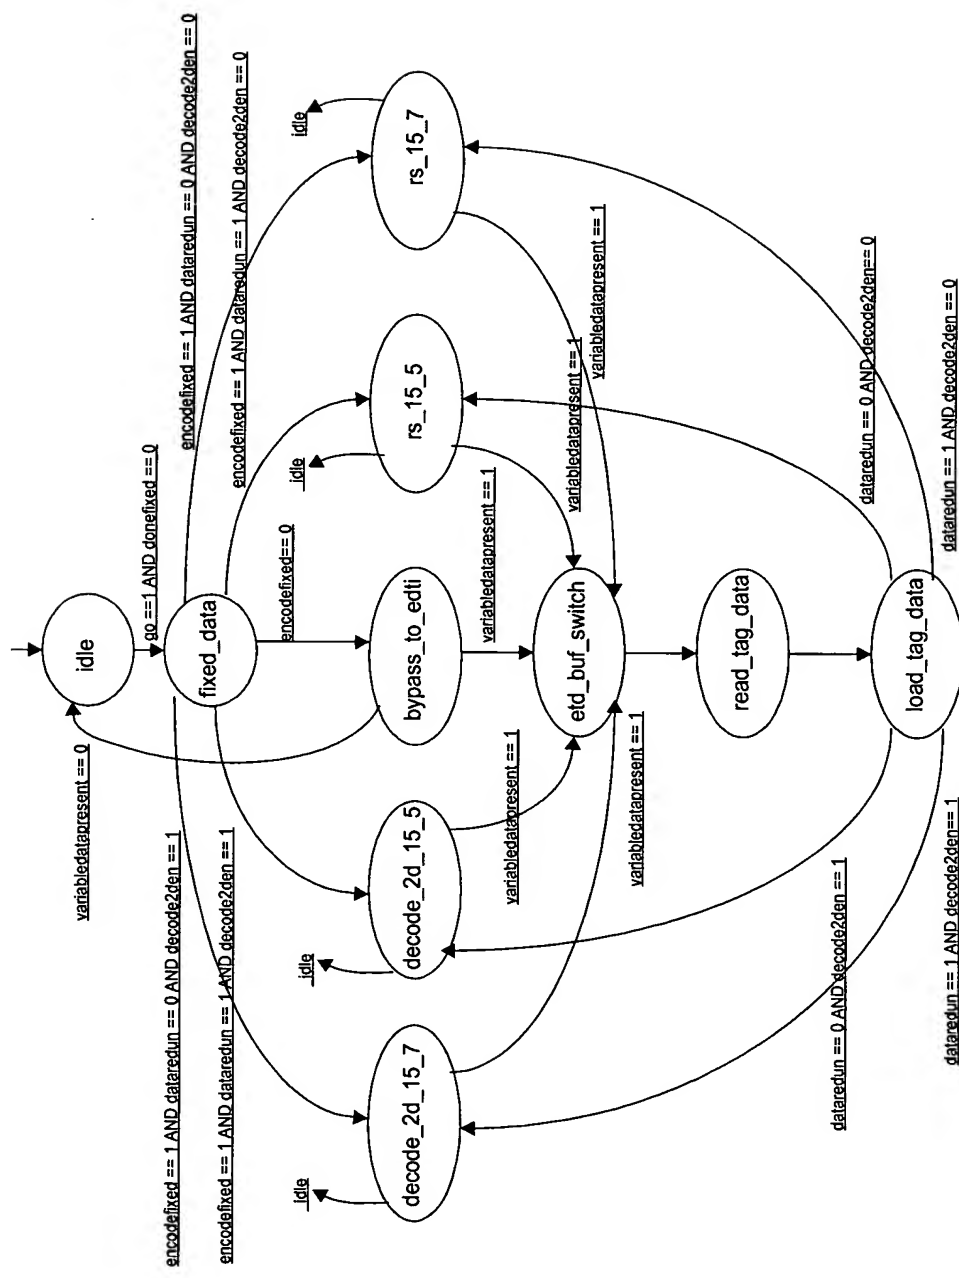 variabledatapresent == 0
idle
go ==1 AND donefixed == 0
encodefixed == 1 AND dataredun == 0 AND decode2den == 1
encodefixed == 1 AND dataredun == 0 AND decode2den == 0
fixed_data
encodefixed == 1 AND dataredun == 1 AND decode2den == 1
encodefixed == 1 AND dataredun == 1 AND decode2den == 0
encodefixed== 0
idle
idle
idle
idle
decode_2d_15_7
decode_2d_15_5
bypass_to_edti
rs_15_5
rs_15_7
variabledatapresent == 1
variabledatapresent == 1
variabledatapresent == 1
etd_buf_switch
variabledatapresent == 1
variabledatapresent == 1
read_tag_data
dataredun == 0 AND decode2den == 1
dataredun == 0 AND decode2den== 0
load_tag_data
dataredun == 1 AND decode2den== 1
dataredun == 1 AND decode2den == 0